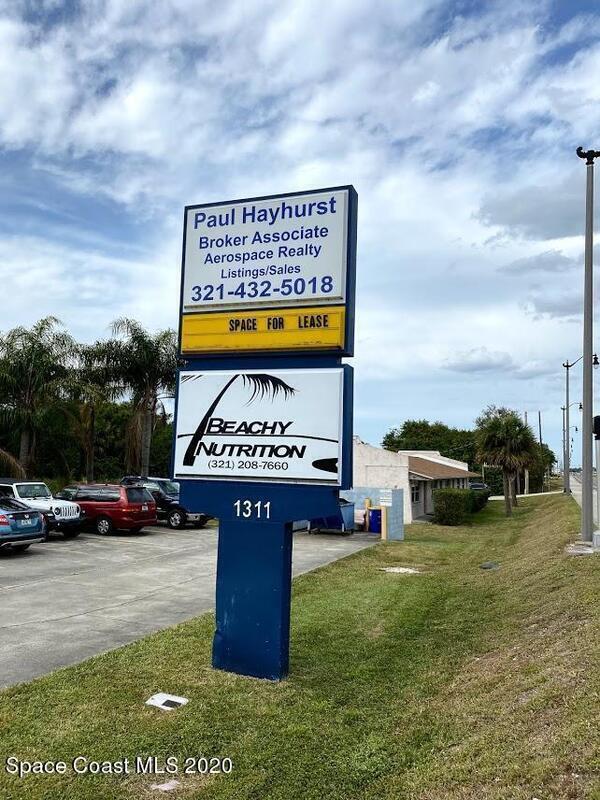 Paul Hayhurst
Broker Associate
Aerospace Realty
Listings/Sales
321-432-5018
SPACE FOR LEASE
BEACHY
NUTRITION
(321) 208-7660
1311
Space Coast MLS 2020